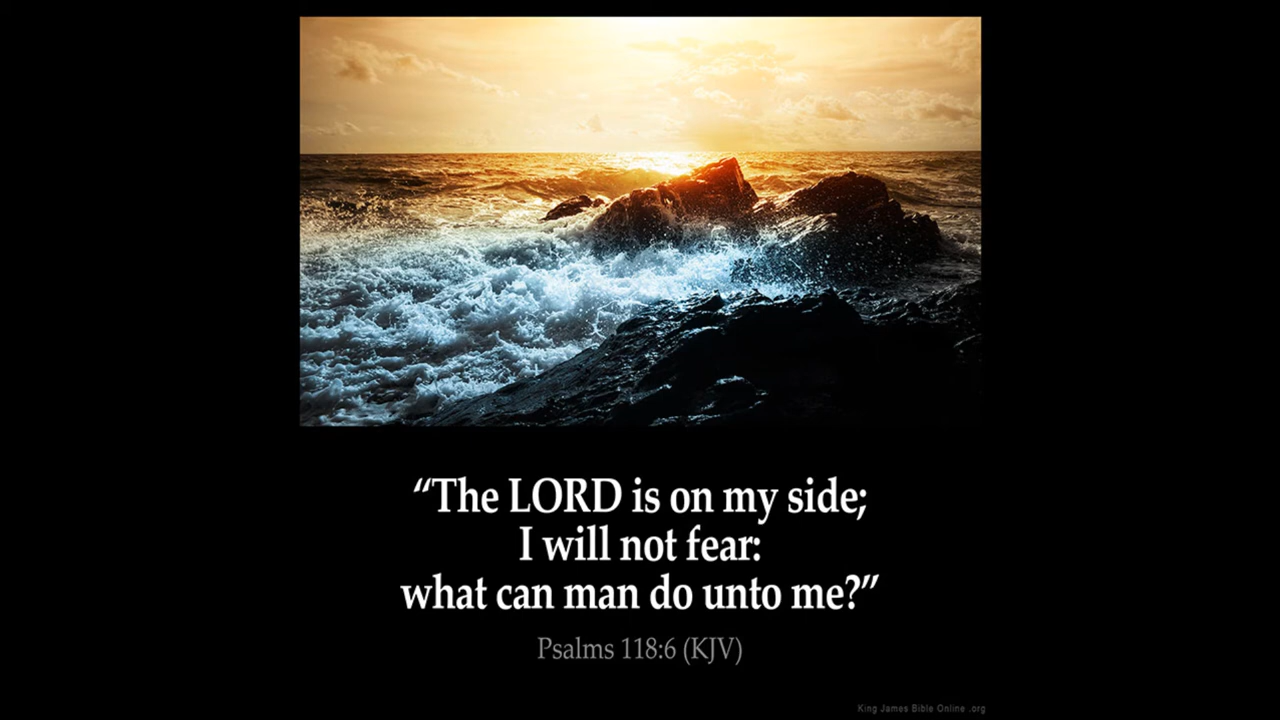 “The LORD is on my side;
I will not fear:
what can man do unto me?”
Psalms 118:6 (KJV)
King James Bible Online .org